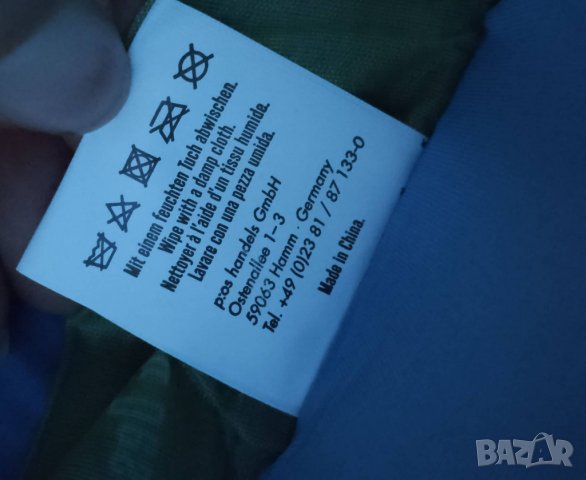 Mit einem feuchten Tuch abwischen.
Wipe with a damp cloth.
Nettoyer à l'aide d'un tissu humida.
Lavare con una pezza umida.
p:os handels GmbH
Ostenallee 1-3
59063 Hamm · Germany
Tel. +49 (0)23 81 / 87 133-0
Made in China.
BAZAR